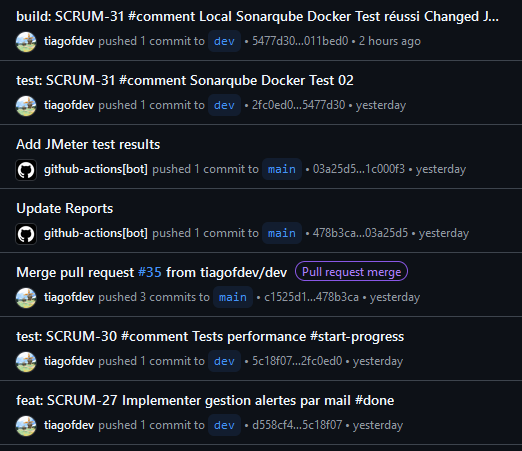 build: SCRUM-31 #comment Local Sonarqube Docker Test réussi Changed J...
tiagofdev pushed 1 commit to dev • 5477d30...011bed0 • 2 hours ago
test: SCRUM-31 #comment Sonarqube Docker Test 02
tiagofdev pushed 1 commit to dev • 2fc0ed0...5477d30 • yesterday
Add JMeter test results
github-actions[bot] pushed 1 commit to main • 03a25d5...1c000f3 • yesterday
Update Reports
github-actions[bot] pushed 1 commit to main • 478b3ca...03a25d5 • yesterday
Merge pull request #35 from tiagofdev/dev Pull request merge
tiagofdev pushed 3 commits to main • c1525d1...478b3ca • yesterday
test: SCRUM-30 #comment Tests performance #start-progress
tiagofdev pushed 1 commit to dev • 5c18f07...2fc0ed0 • yesterday
feat: SCRUM-27 Implementer gestion alertes par mail #done
tiagofdev pushed 1 commit to dev • d558cf4...5c18f07 • yesterday